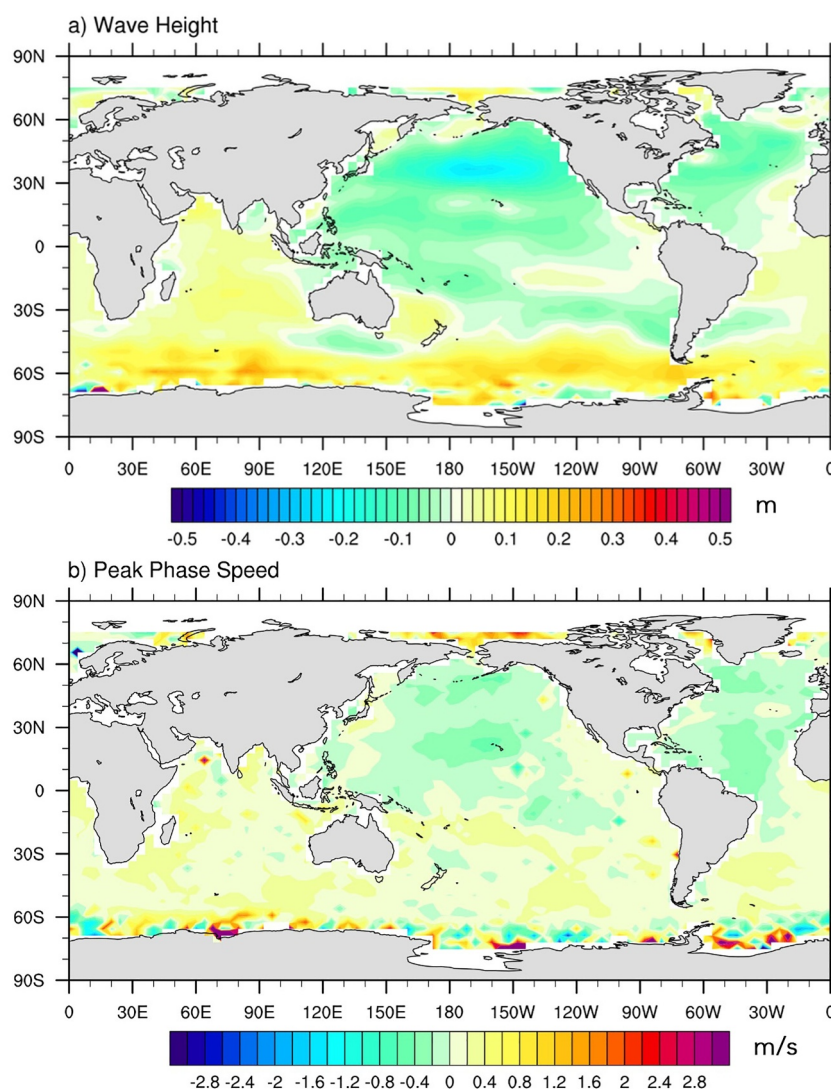 a) Wave Height
90N
60N
30N
0
30S
60S
90S
0 30E 60E 90E 120E 150E 180 150W 120W 90W 60W 30W 0
-0.5 -0.4 -0.3 -0.2 -0.1 0 0.1 0.2 0.3 0.4 0.5 m
b) Peak Phase Speed
90N
60N
30N
0
30S
60S
90S
0 30E 60E 90E 120E 150E 180 150W 120W 90W 60W 30W 0
-2.8 -2.4 -2 -1.6 -1.2 -0.8 -0.4 0 0.4 0.8 1.2 1.6 2 2.4 2.8 m/s